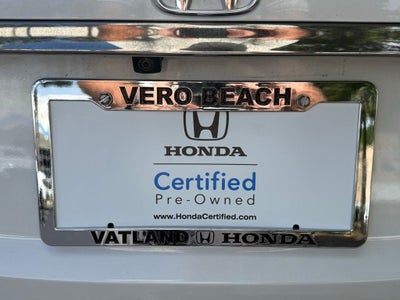 VERO BEACH
HONDA
Certified
Pre-Owned
www.HondaCertified.com
VATLAND HONDA